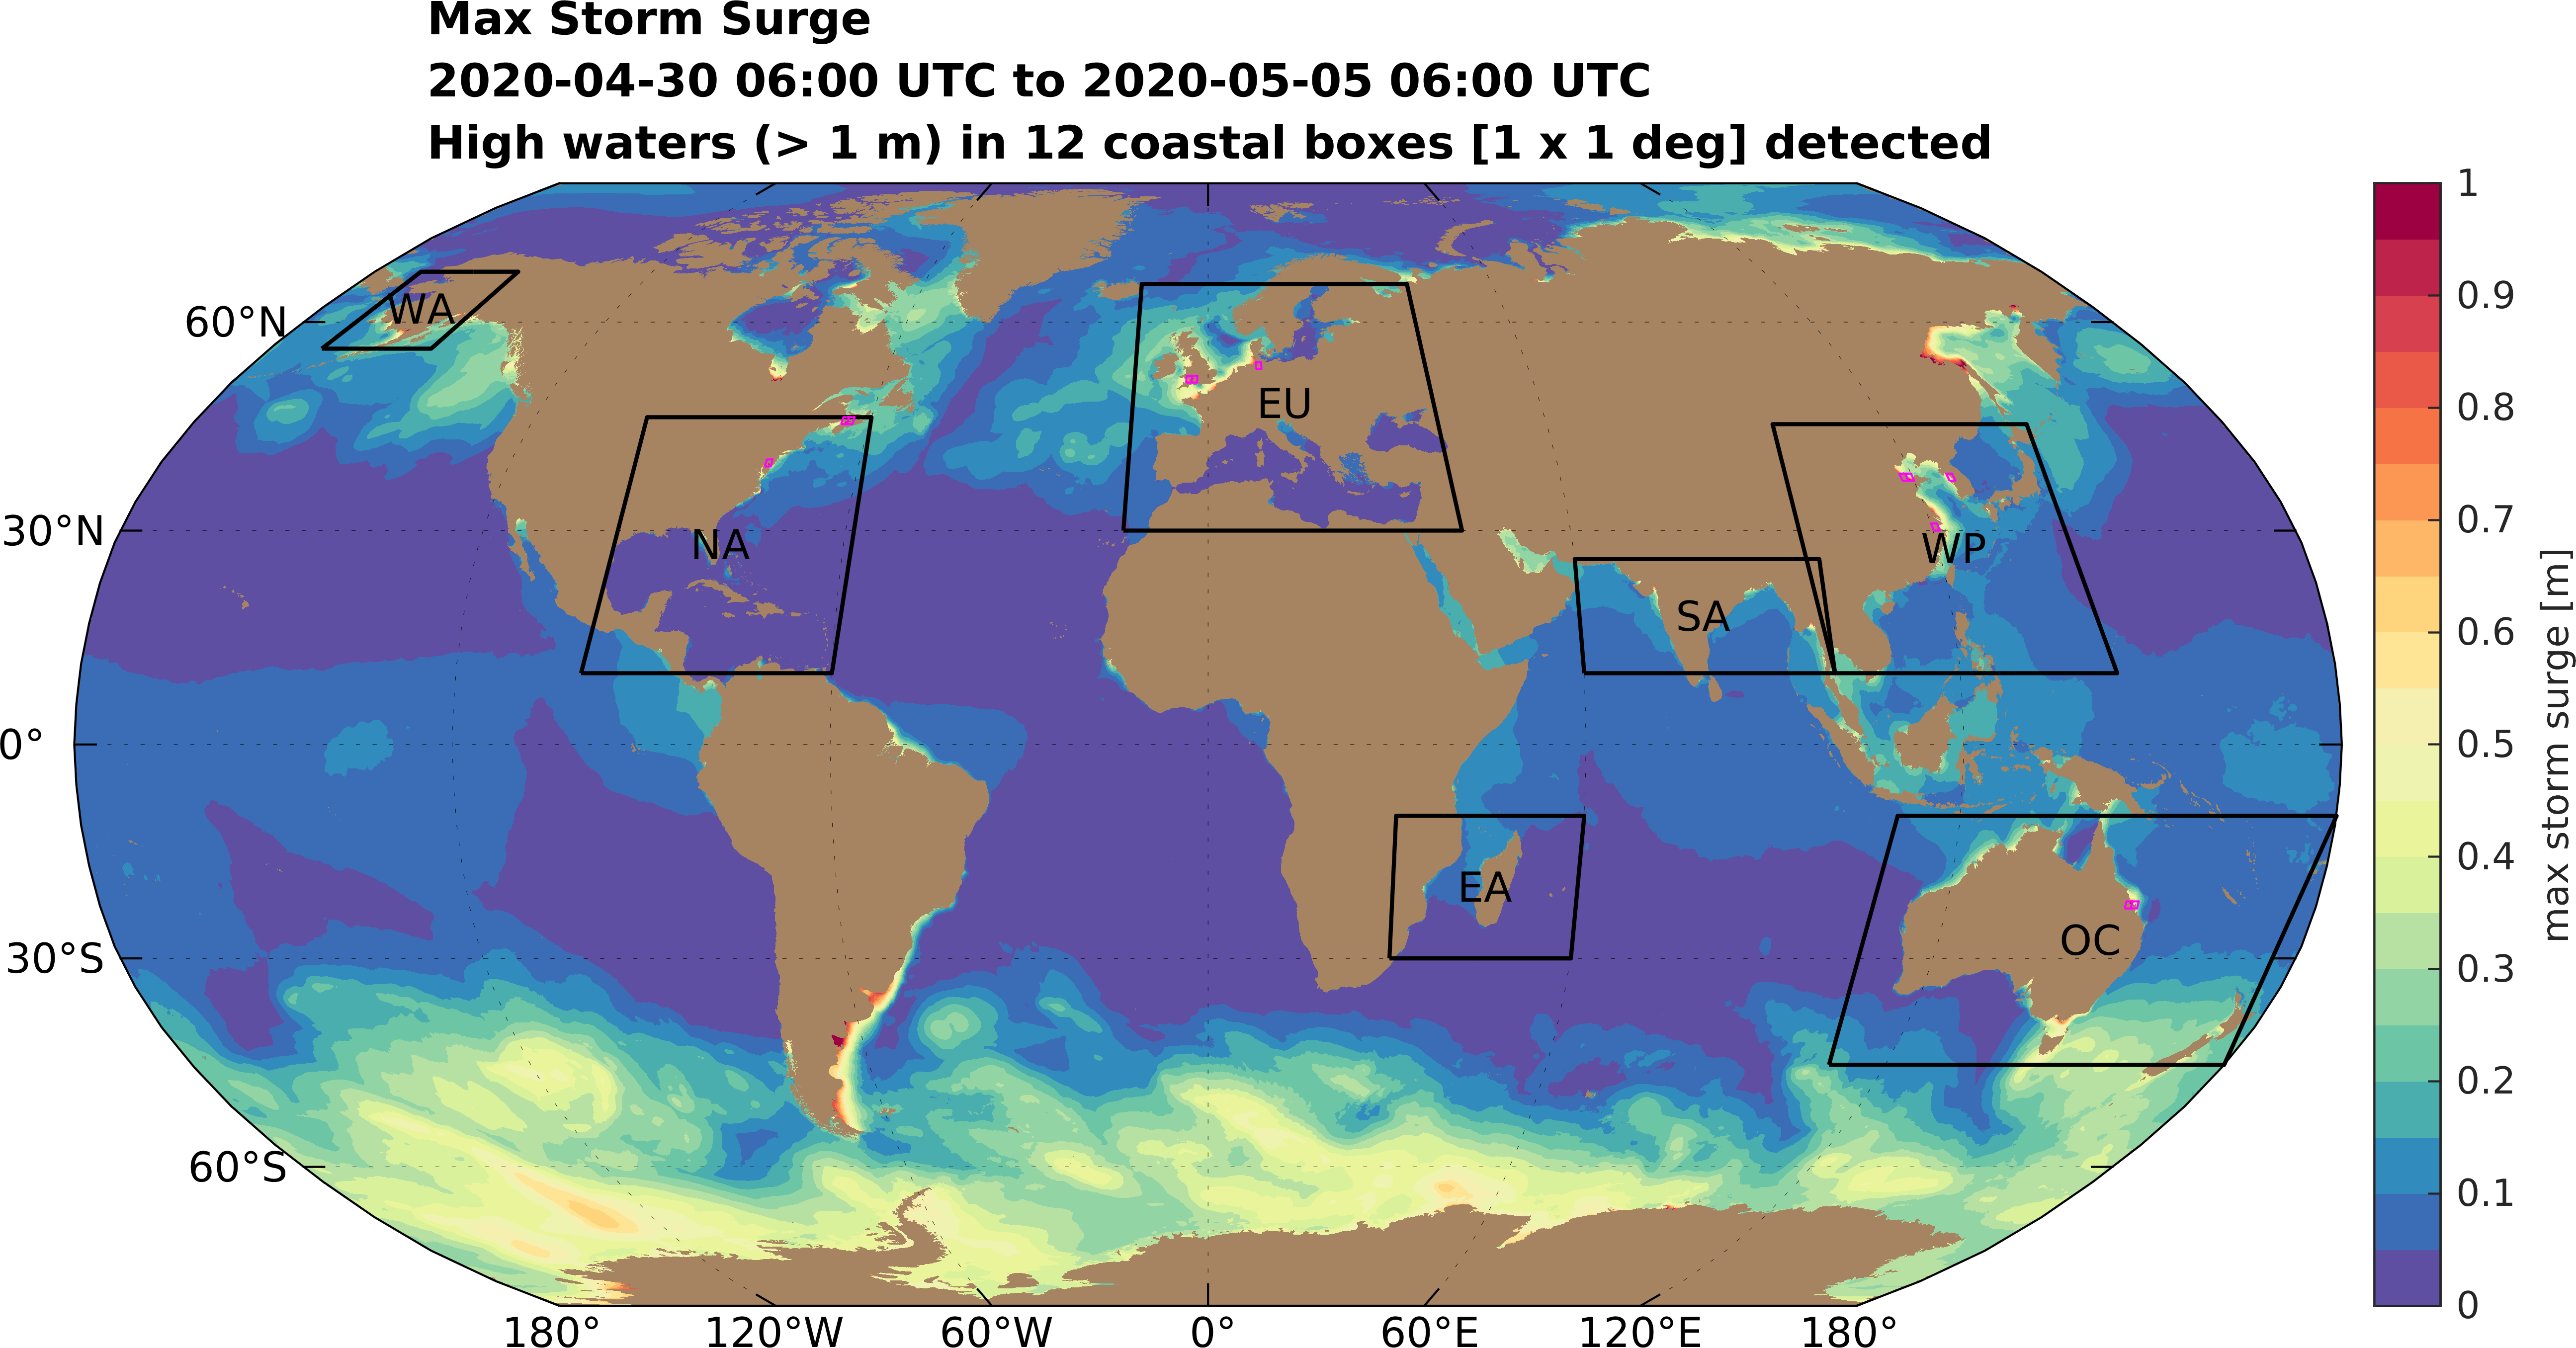 Max Storm Surge
2020-04-30 06:00 UTC to 2020-05-05 06:00 UTC
High waters (> 1 m) in 12 coastal boxes [1 x 1 deg] detected
60°N
30°N
0°
30°S
60°S
180°
120°W
60°W
0°
60°E
120°E
180°
WA
NA
EU
SA
WP
EA
OC
1
0.9
0.8
0.7
0.6
0.5
0.4
0.3
0.2
0.1
0
max storm surge [m]